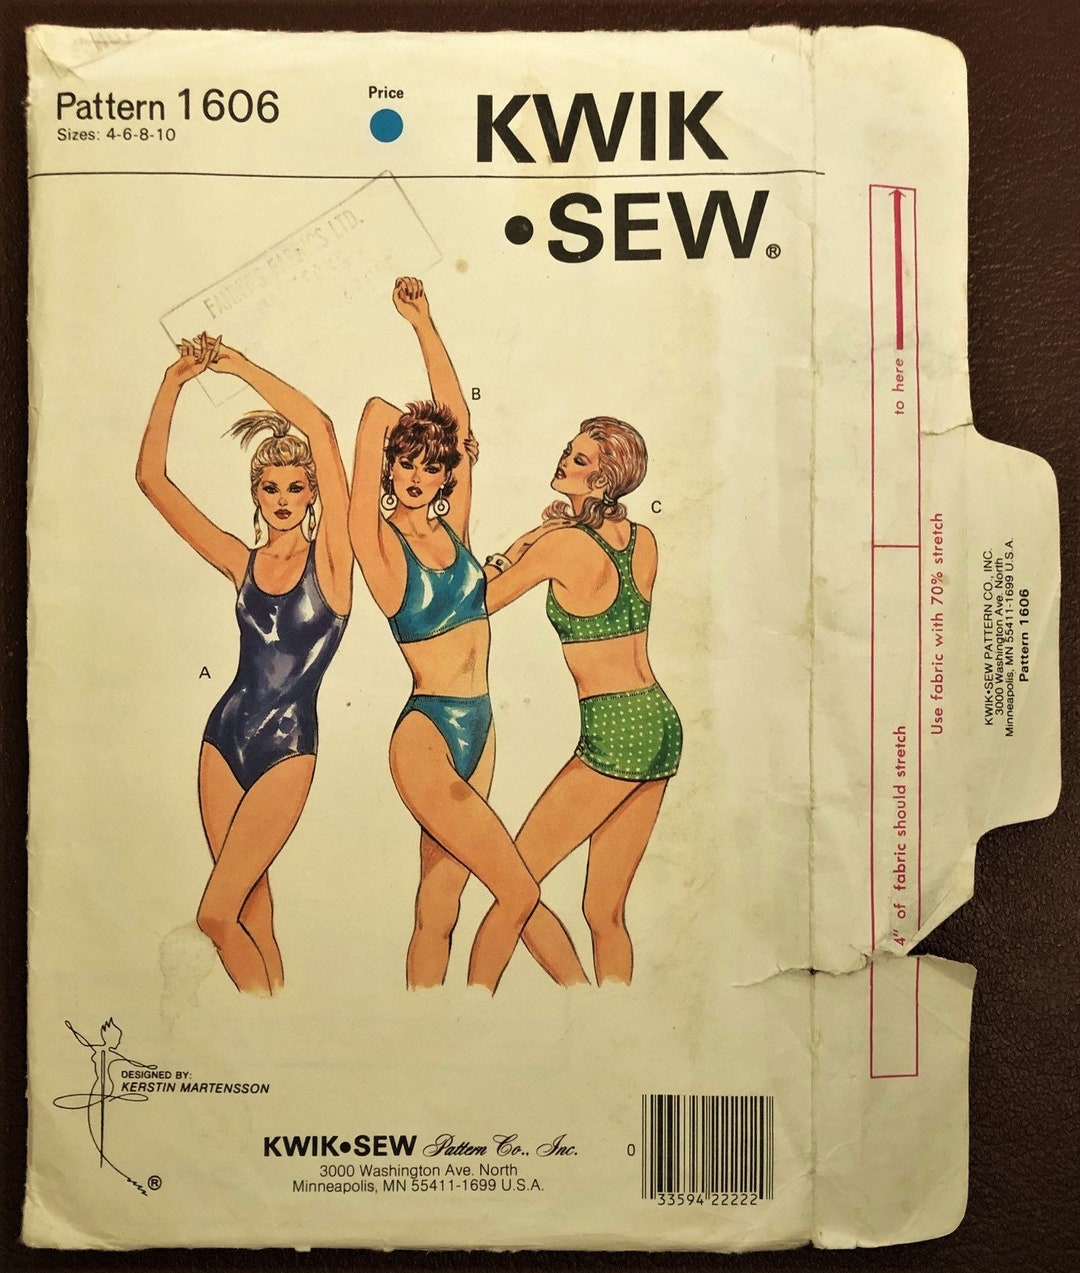 Pattern 1606
Sizes: 4-6-8-10
Price
KWIK
•SEW®
FABRICS LTD.
A
B
C
DESIGNED BY:
KERSTIN MARTENSSON
®
KWIK•SEW Pattern Co., Inc.
3000 Washington Ave. North
Minneapolis, MN 55411-1699 U.S.A.
0
33594 22222
4" of fabric should stretch
to here
Use fabric with 70% stretch
KWIK•SEW PATTERN CO., INC.
3000 Washington Ave. North
Minneapolis, MN 55411-1699 U.S.A.
Pattern 1606